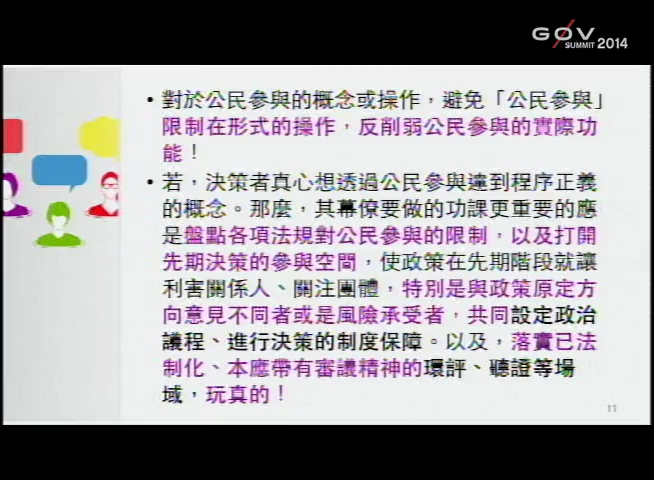 GOV
SUMMIT 2014
• 對於公民參與的概念或操作，避免「公民參與」
限制在形式的操作，反削弱公民參與的實際功
能！
• 若，決策者真心想透過公民參與達到程序正義
的概念。那麼，其幕僚要做的功課更重要的應
是盤點各項法規對公民參與的限制，以及打開
先期決策的參與空間，使政策在先期階段就讓
利害關係人、關注團體，特別是與政策原定方
向意見不同者或是風險承受者，共同設定政治
議程、進行決策的制度保障。以及，落實已法
制化、本應帶有審議精神的環評、聽證等場
域，玩真的！
11